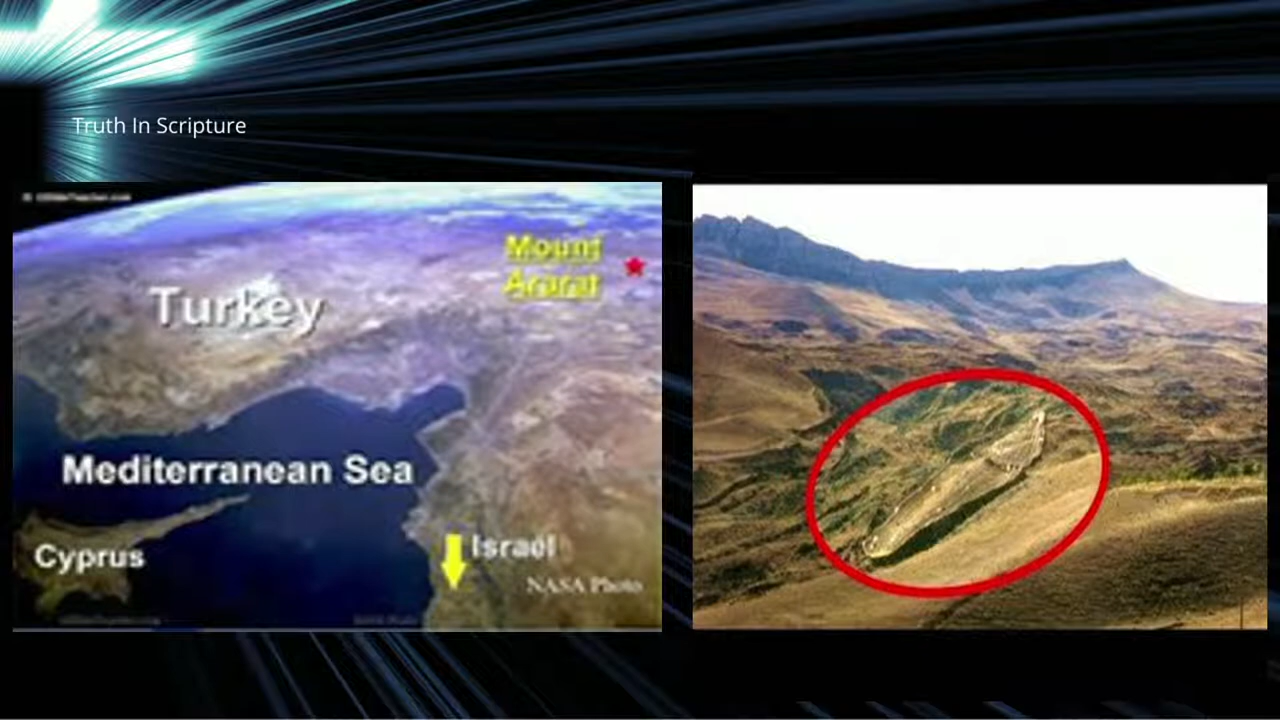 Truth In Scripture
Mount
Ararat
Turkey
Mediterranean Sea
Cyprus
Israel
NASA Photo